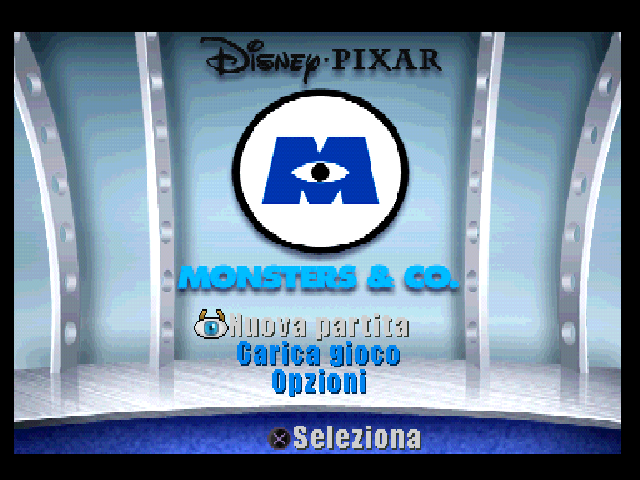 Disney·PIXAR
M
MONSTERS & CO.
Nuova partita
Carica gioco
Opzioni
Seleziona